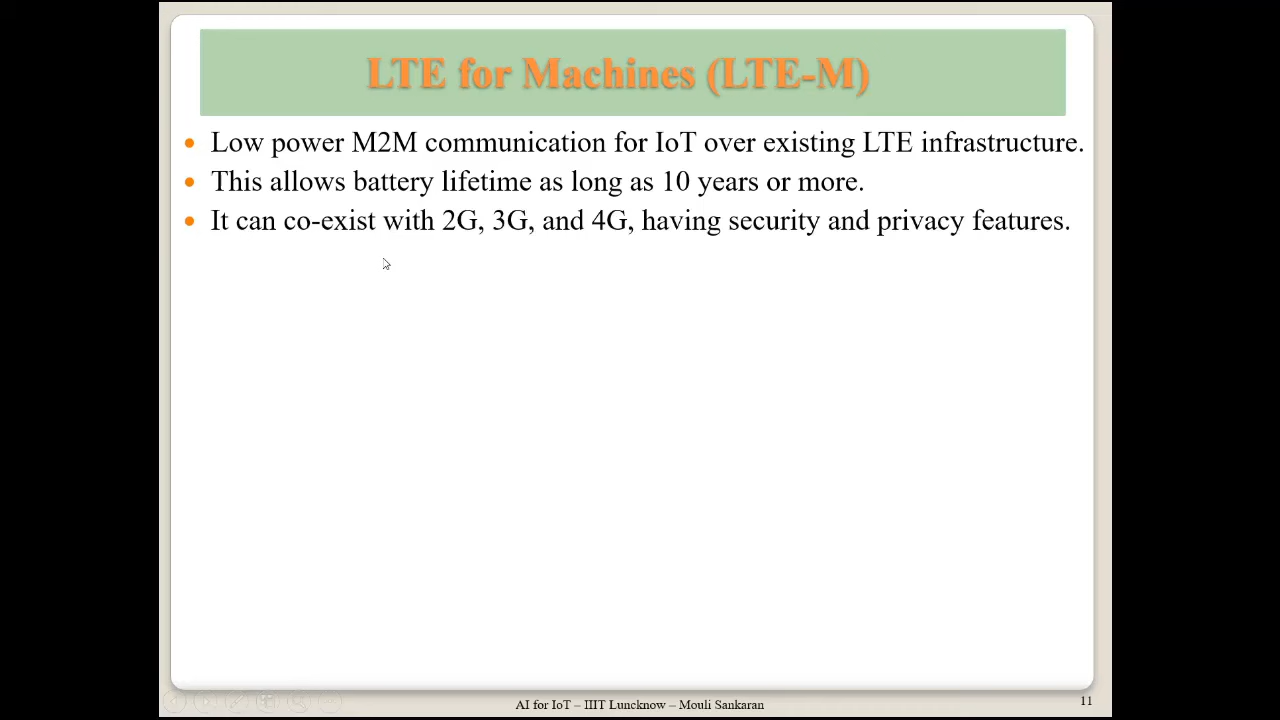 LTE for Machines (LTE-M)
• Low power M2M communication for IoT over existing LTE infrastructure.
• This allows battery lifetime as long as 10 years or more.
• It can co-exist with 2G, 3G, and 4G, having security and privacy features.
AI for IoT – IIIT Luncknow – Mouli Sankaran
11